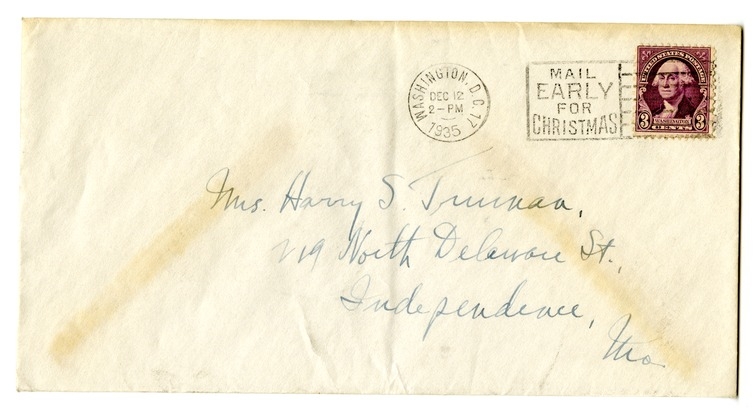 WASHINGTON, D.C. 17
DEC 12
2-PM
1935
MAIL
EARLY
FOR
CHRISTMAS
UNITED STATES POSTAGE
WASHINGTON
3 CENTS 3
Mrs. Harry S. Truman,
219 North Delaware St.,
Independence,
Mo